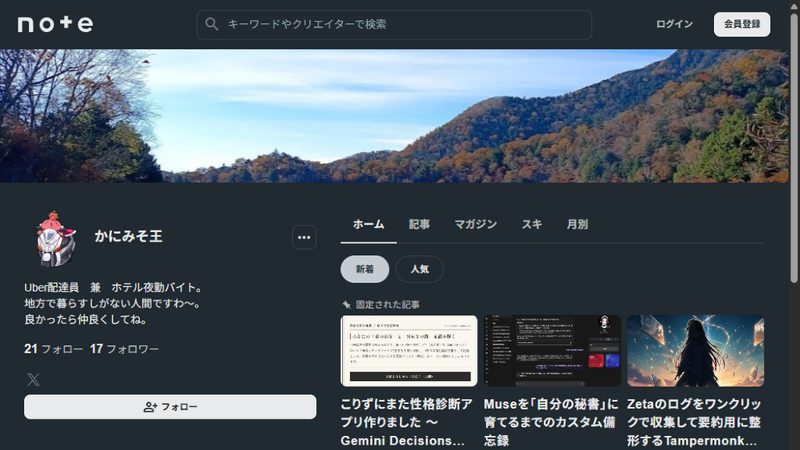 note
キーワードやクリエイターで検索
ログイン
会員登録
かにみそ王
Uber配達員　兼　ホテル夜勤バイト。
地方で暮らすしがない人間ですわ〜。
良かったら仲良くしてね。
21 フォロー 17 フォロワー
フォロー
ホーム 記事 マガジン スキ 月別
新着 人気
固定された記事
こりずにまた性格診断ア
プリ作りました 〜
Gemini Decisions...
Museを「自分の秘書」に
育てるまでのカスタム備
忘録
Zetaのログをワンクリッ
クで収集して要約用に整
形するTampermonk...